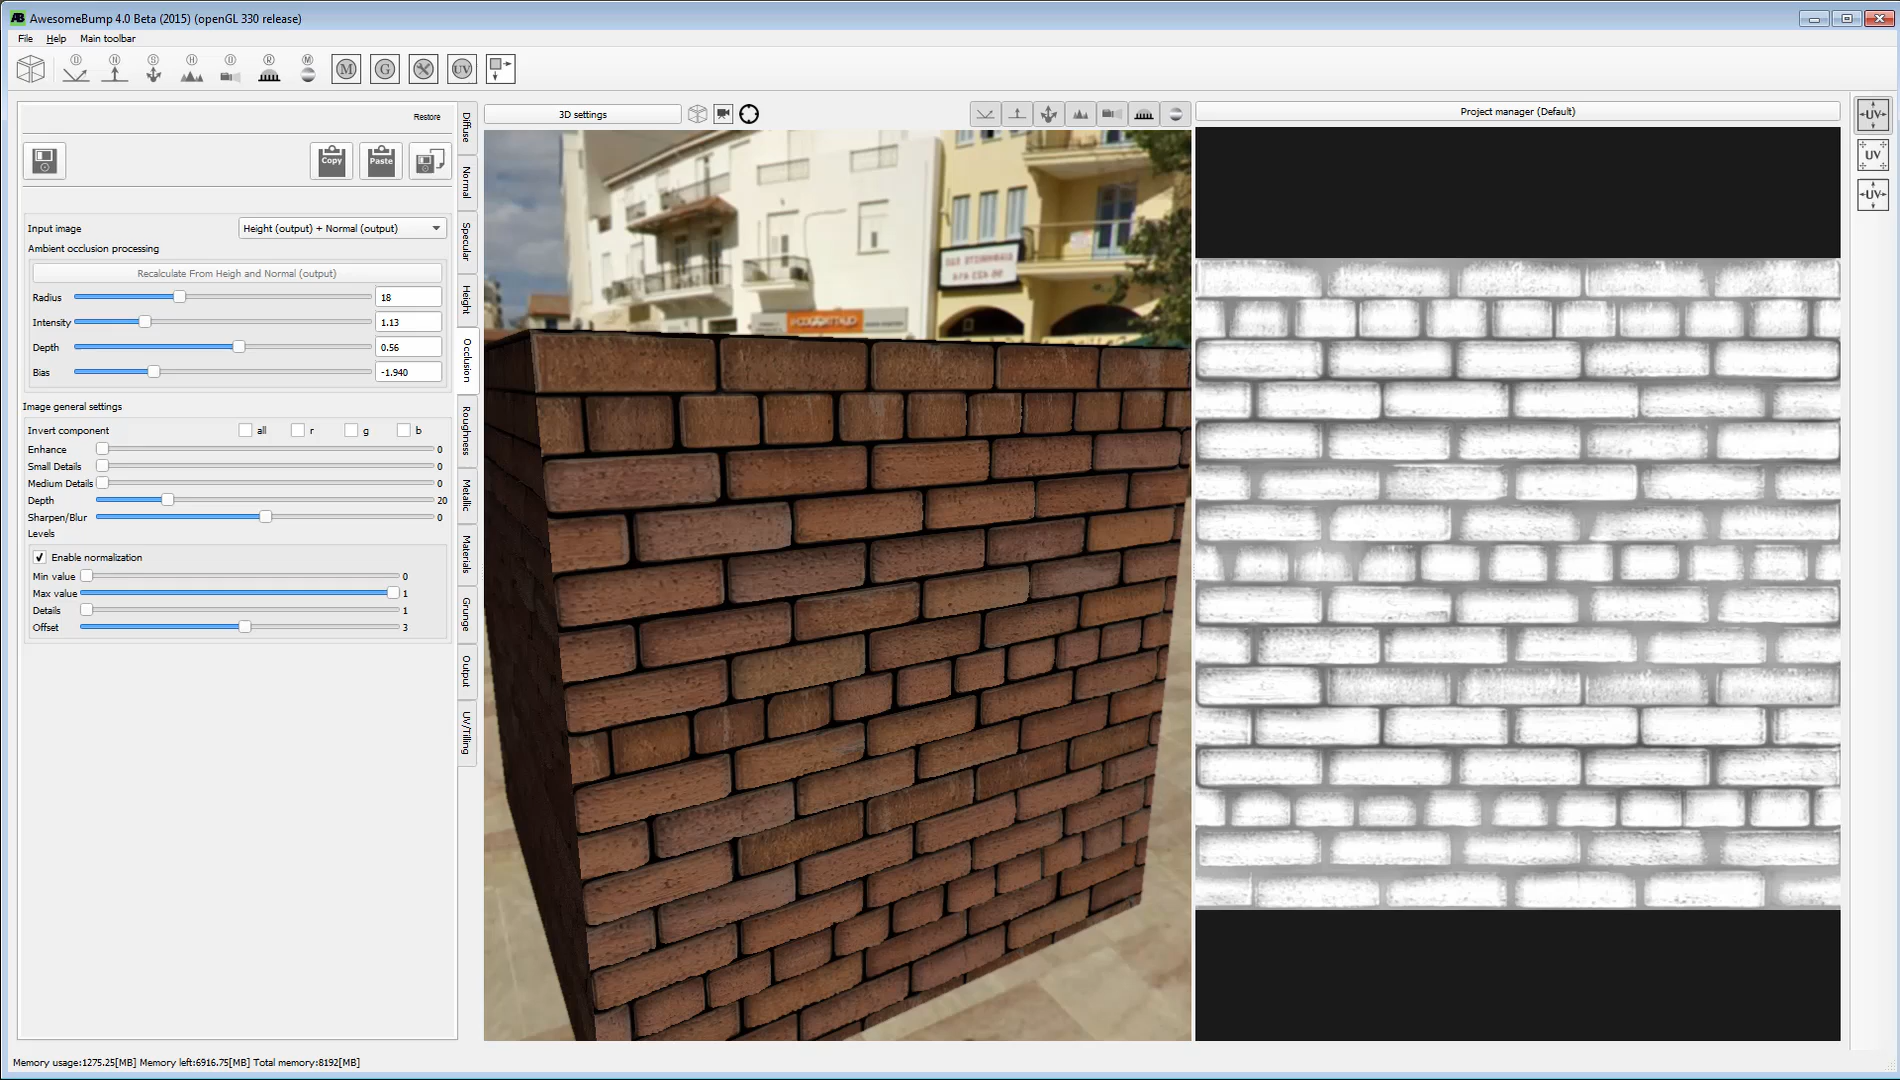 AB AwesomeBump 4.0 Beta (2015) (openGL 330 release)
File Help Main toolbar
D N S H O R M M G UV
Restore
3D settings
Project manager (Default)
Copy Paste
UV
UV
UV
Input image Height (output) + Normal (output)
Ambient occlusion processing
Recalculate From Heigh and Normal (output)
Radius 18
Intensity 1.13
Depth 0.56
Bias -1.940
Image general settings
Invert component all r g b
Enhance 0
Small Details 0
Medium Details 0
Depth 20
Sharpen/Blur 0
Levels
Enable normalization
Min value 0
Max value 1
Details 1
Offset 3
Diffuse
Normal
Specular
Height
Occlusion
Roughness
Metallic
Materials
Grunge
Output
UV/Tilling
Memory usage:1275.25[MB] Memory left:6916.75[MB] Total memory:8192[MB]